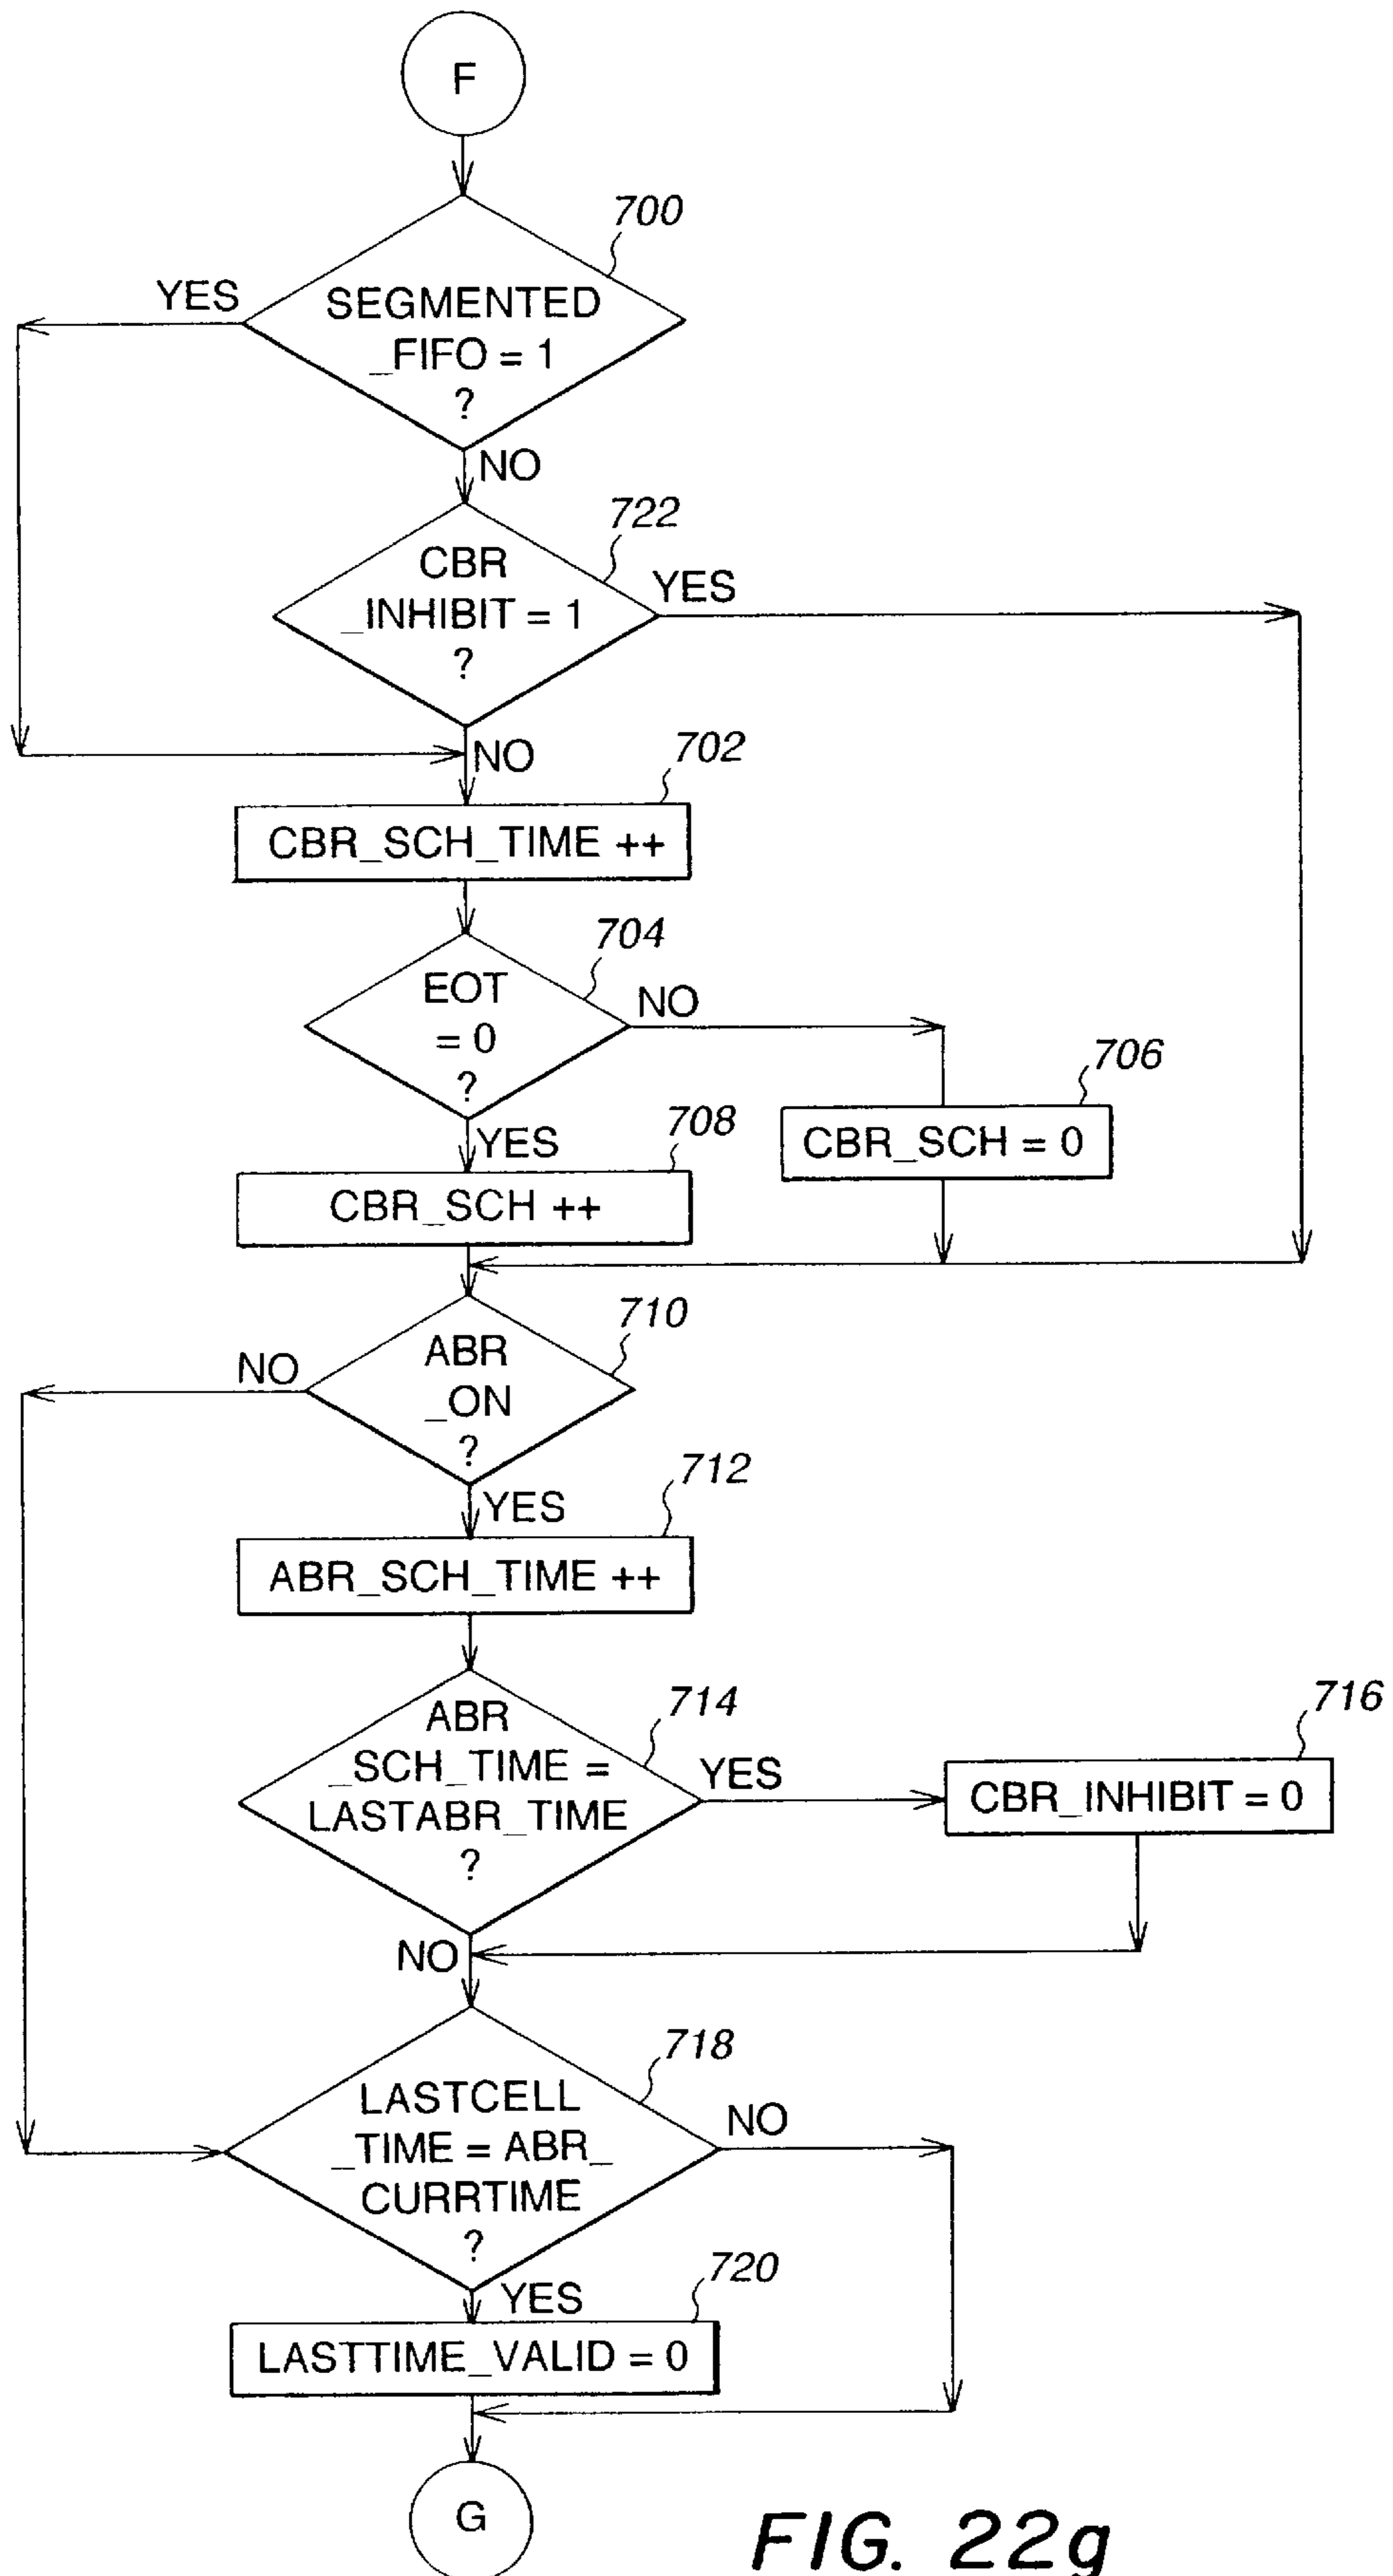 F
700
YES
SEGMENTED
_FIFO = 1
?
NO
722
CBR
_INHIBIT = 1
?
YES
NO
702
CBR_SCH_TIME ++
704
EOT
= 0
?
NO
706
YES
708
CBR_SCH = 0
CBR_SCH ++
710
NO
ABR
_ON
?
712
YES
ABR_SCH_TIME ++
714
716
ABR
_SCH_TIME =
LASTABR_TIME
?
YES
CBR_INHIBIT = 0
NO
718
LASTCELL
_TIME = ABR_
CURRTIME
?
NO
720
YES
LASTTIME_VALID = 0
G
FIG. 22g